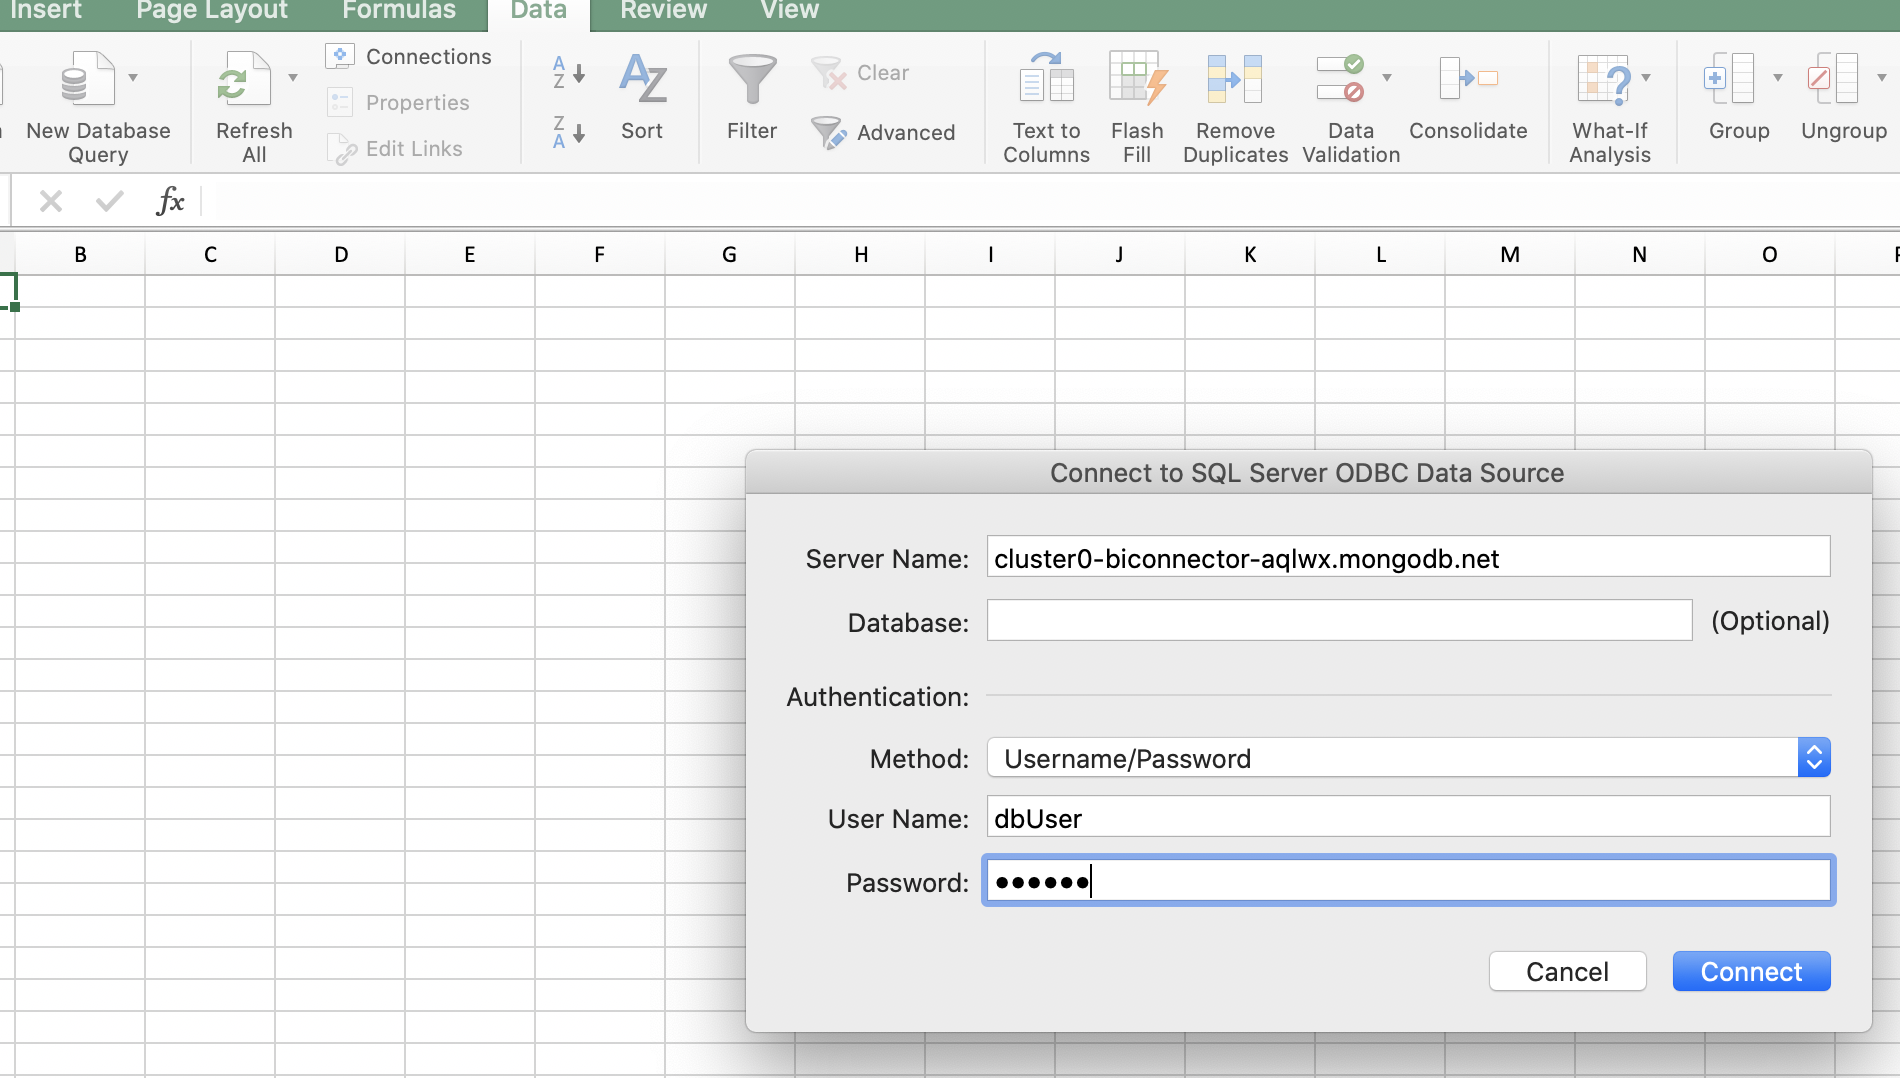 Insert Page Layout Formulas Data Review View
New Database Query
Refresh All
Connections
Properties
Edit Links
A Z
Z A
AZ
Sort
Filter
Clear
Advanced
Text to Columns
Flash Fill
Remove Duplicates
Data Validation
Consolidate
What-If Analysis
Group
Ungroup
fx
B C D E F G H I J K L M N O
Connect to SQL Server ODBC Data Source
Server Name: cluster0-biconnector-aqlwx.mongodb.net
Database: (Optional)
Authentication:
Method: Username/Password
User Name: dbUser
Password: ••••••
Cancel Connect